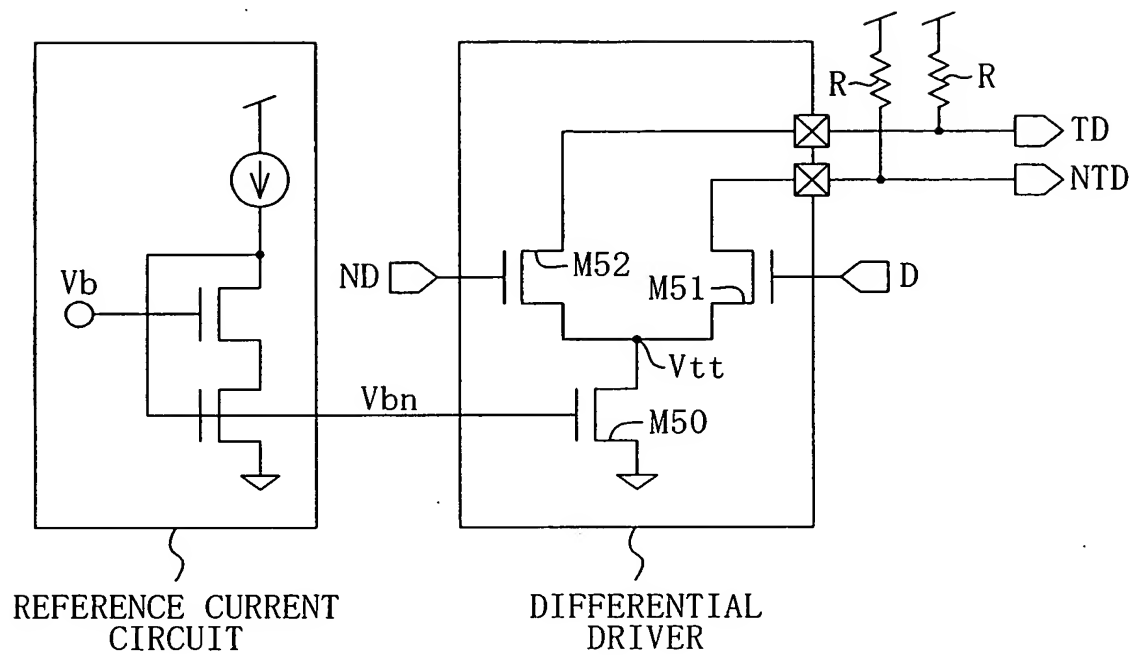 R
R
TD
NTD
Vb
ND
M52
M51
D
Vtt
Vbn
M50
REFERENCE CURRENT
CIRCUIT
DIFFERENTIAL
DRIVER